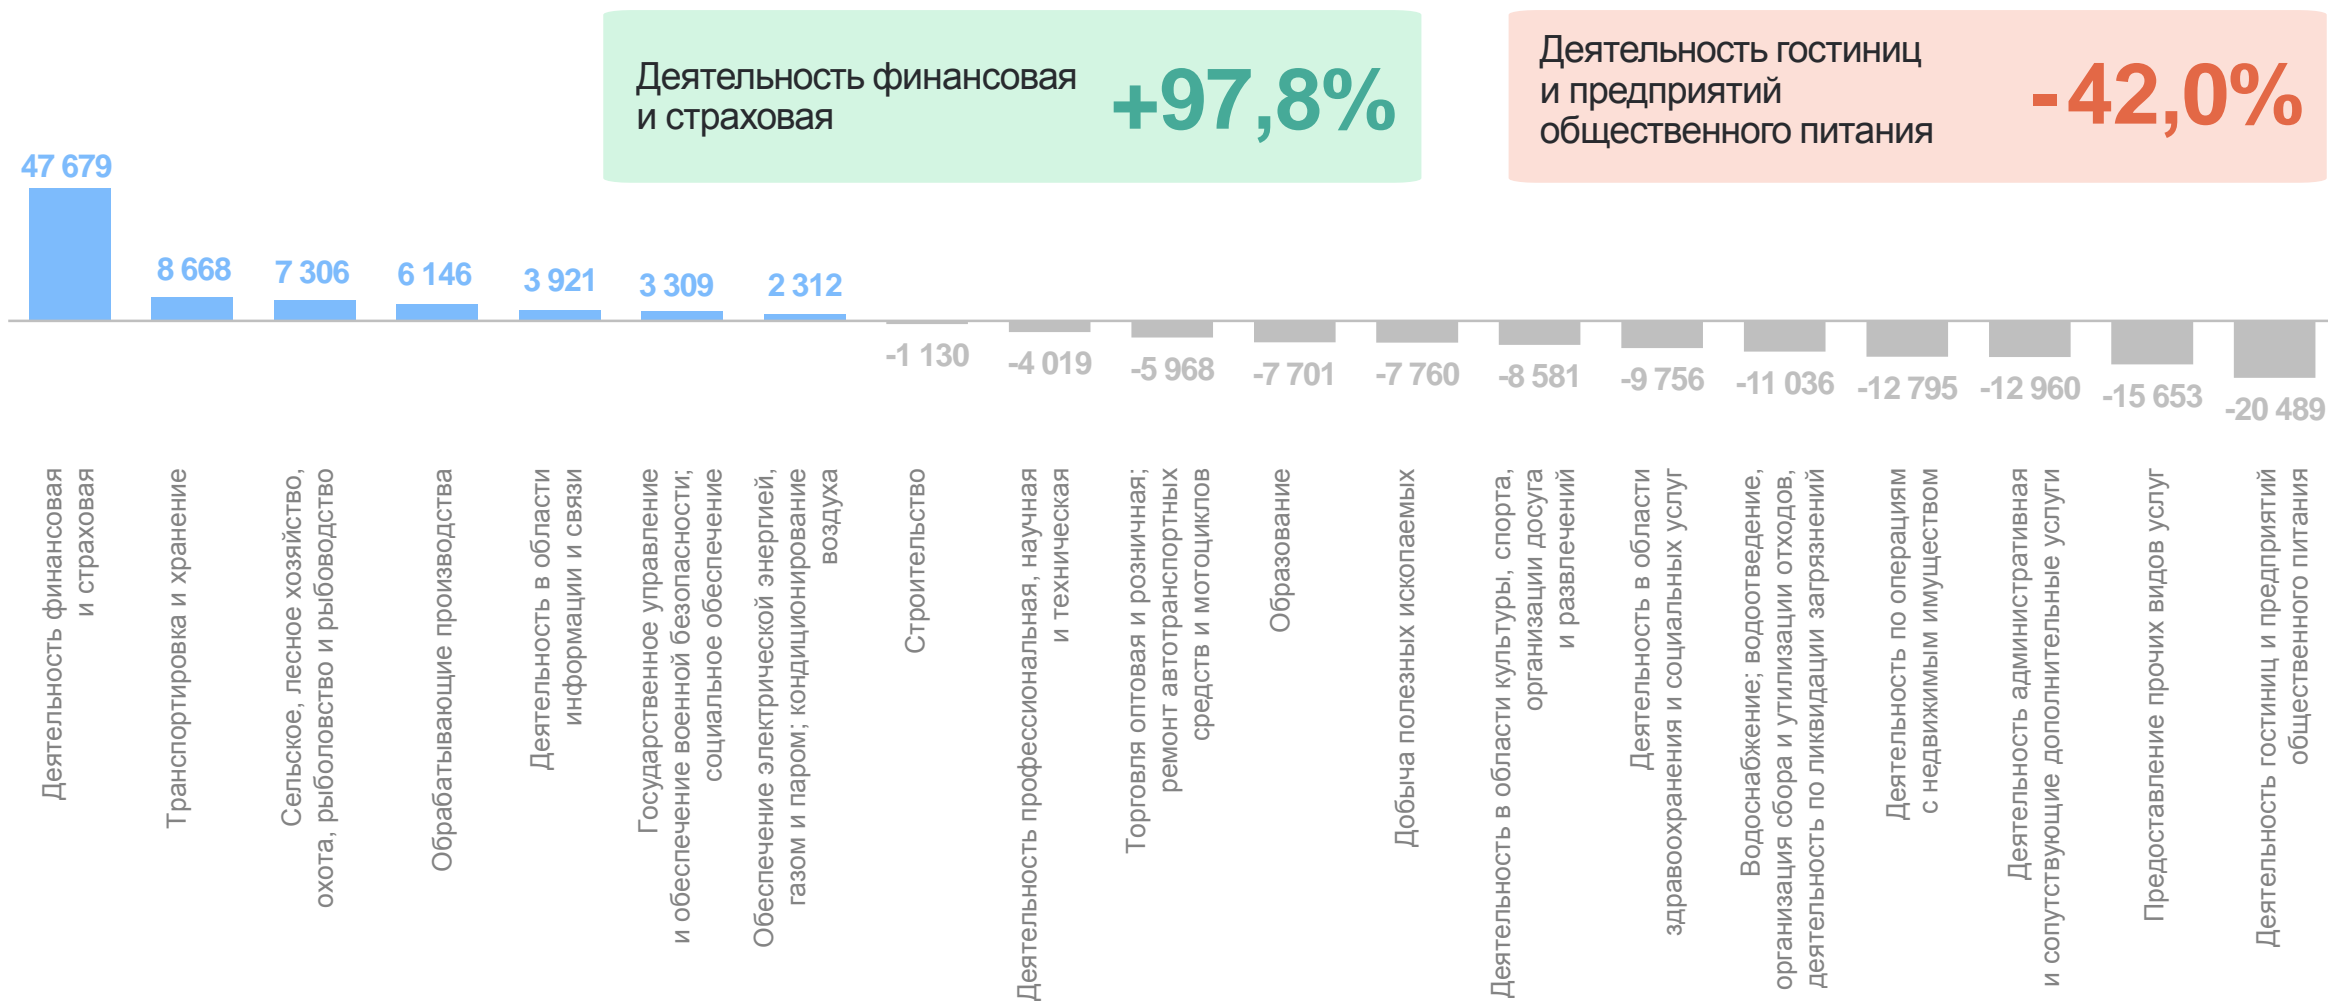 Деятельность финансовая
и страховая
+97,8%
Деятельность гостиниц
и предприятий
общественного питания
-42,0%
47 679
8 668
7 306
6 146
3 921
3 309
2 312
-1 130
-4 019
-5 968
-7 701
-7 760
-8 581
-9 756
-11 036
-12 795
-12 960
-15 653
-20 489
Деятельность финансовая
и страховая
Транспортировка и хранение
Сельское, лесное хозяйство,
охота, рыболовство и рыбоводство
Обрабатывающие производства
Деятельность в области
информации и связи
Государственное управление
и обеспечение военной безопасности;
социальное обеспечение
Обеспечение электрической энергией,
газом и паром; кондиционирование
воздуха
Строительство
Деятельность профессиональная, научная
и техническая
Торговля оптовая и розничная;
ремонт автотранспортных
средств и мотоциклов
Образование
Добыча полезных ископаемых
Деятельность в области культуры, спорта,
организации досуга
и развлечений
Деятельность в области
здравоохранения и социальных услуг
Водоснабжение; водоотведение,
организация сбора и утилизации отходов,
деятельность по ликвидации загрязнений
Деятельность по операциям
с недвижимым имуществом
Деятельность административная
и сопутствующие дополнительные услуги
Предоставление прочих видов услуг
Деятельность гостиниц и предприятий
общественного питания